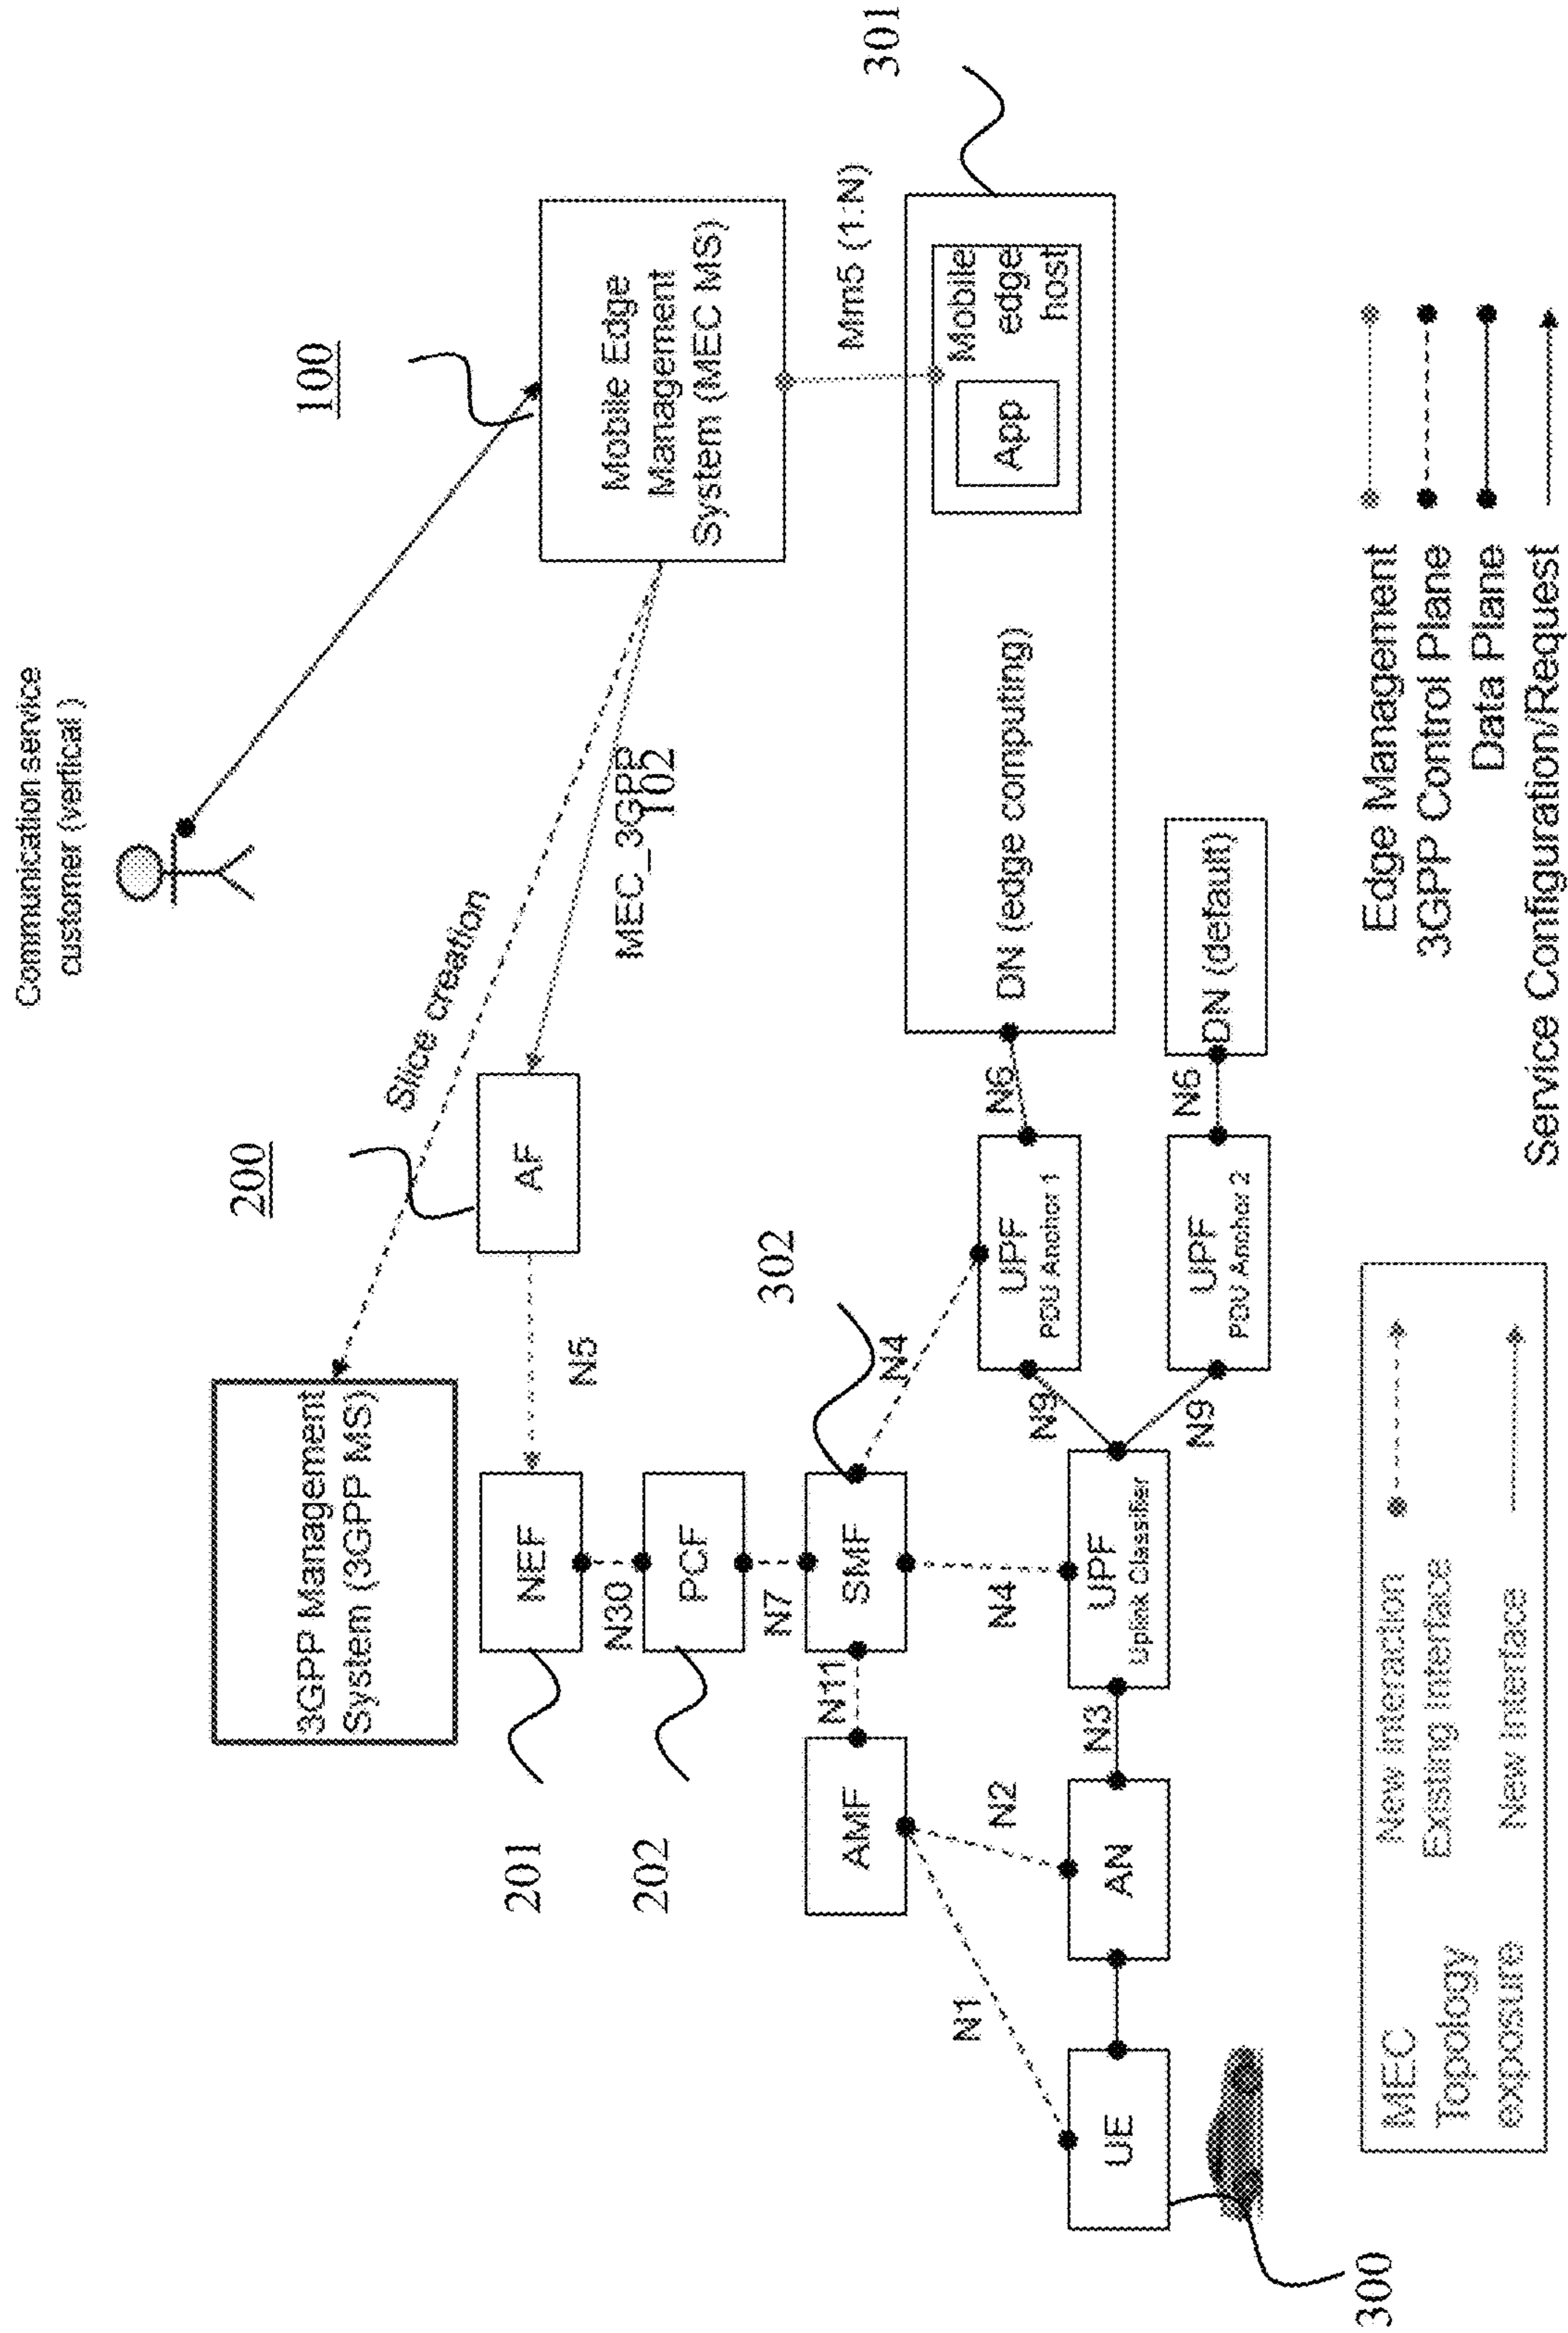 Communication service
customer (vertical )
100
Mobile Edge
Management
System (MEC MS)
Slice creation
MEC_3GPP
102
200
3GPP Management
System (3GPP MS)
AF
N5
NEF
201
N30
PCF
202
N7
Mm5 (1:N)
301
Mobile
edge
host
App
DN (edge computing)
302
SMF
N11
AMF
N4
N4
N1
N2
UPF
PDU Anchor 1
N6
N9
UPF
Uplink Classifier
N3
AN
UE
300
N9
UPF
PDU Anchor 2
N6
DN (default)
Edge Management
3GPP Control Plane
Data Plane
Service Configuration/Request
MEC
Topology
exposure
New interaction
Existing Interface
New Interface